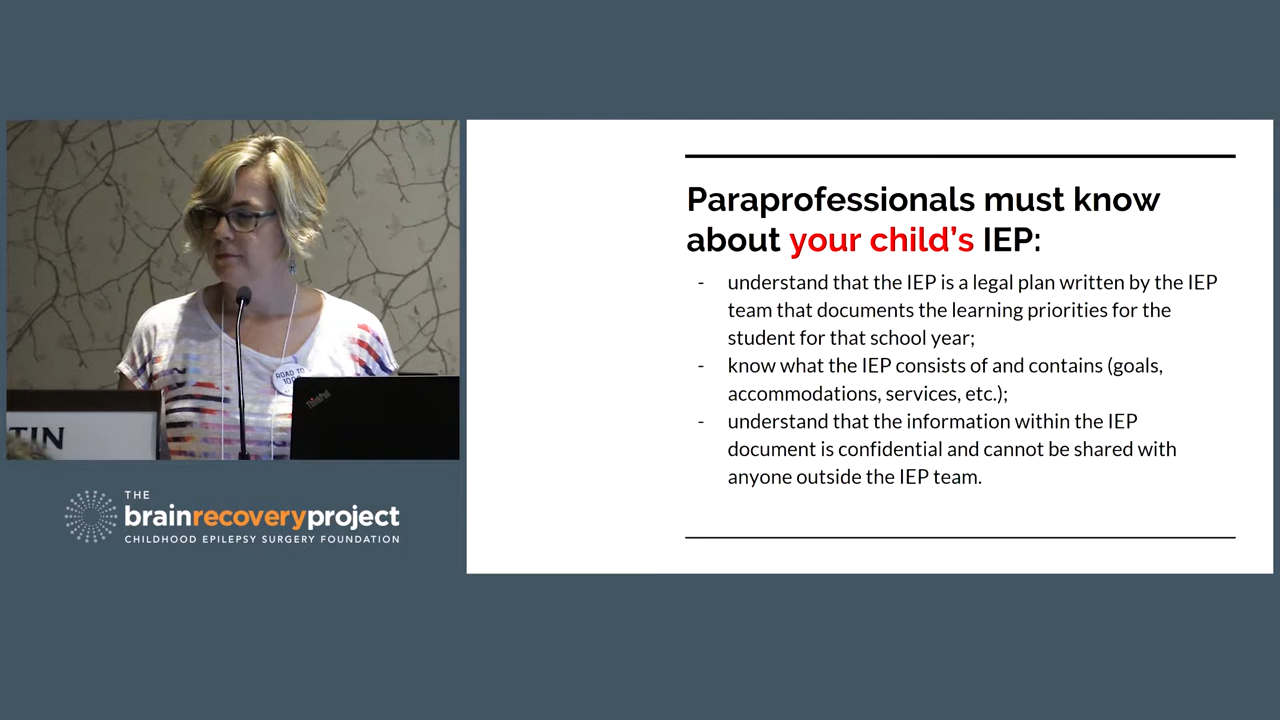 ROAD TO
ThinkPad
TIN
THE
brainrecoveryproject
CHILDHOOD EPILEPSY SURGERY FOUNDATION
Paraprofessionals must know
about your child's IEP:
- understand that the IEP is a legal plan written by the IEP
team that documents the learning priorities for the
student for that school year;
- know what the IEP consists of and contains (goals,
accommodations, services, etc.);
- understand that the information within the IEP
document is confidential and cannot be shared with
anyone outside the IEP team.